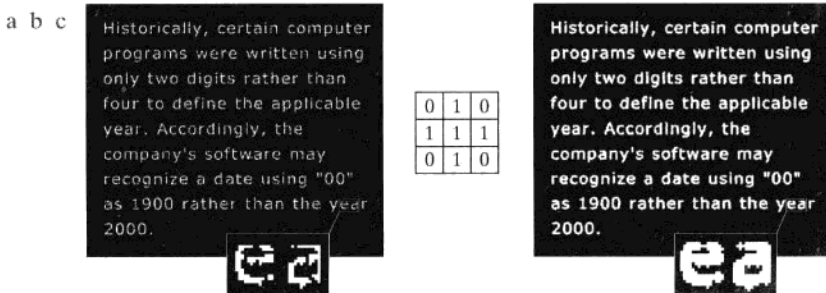 a b c
Historically, certain computer
programs were written using
only two digits rather than
four to define the applicable
year. Accordingly, the
company's software may
recognize a date using "00"
as 1900 rather than the year
2000.
e a
0 1 0
1 1 1
0 1 0
Historically, certain computer
programs were written using
only two digits rather than
four to define the applicable
year. Accordingly, the
company's software may
recognize a date using "00"
as 1900 rather than the year
2000.
e a